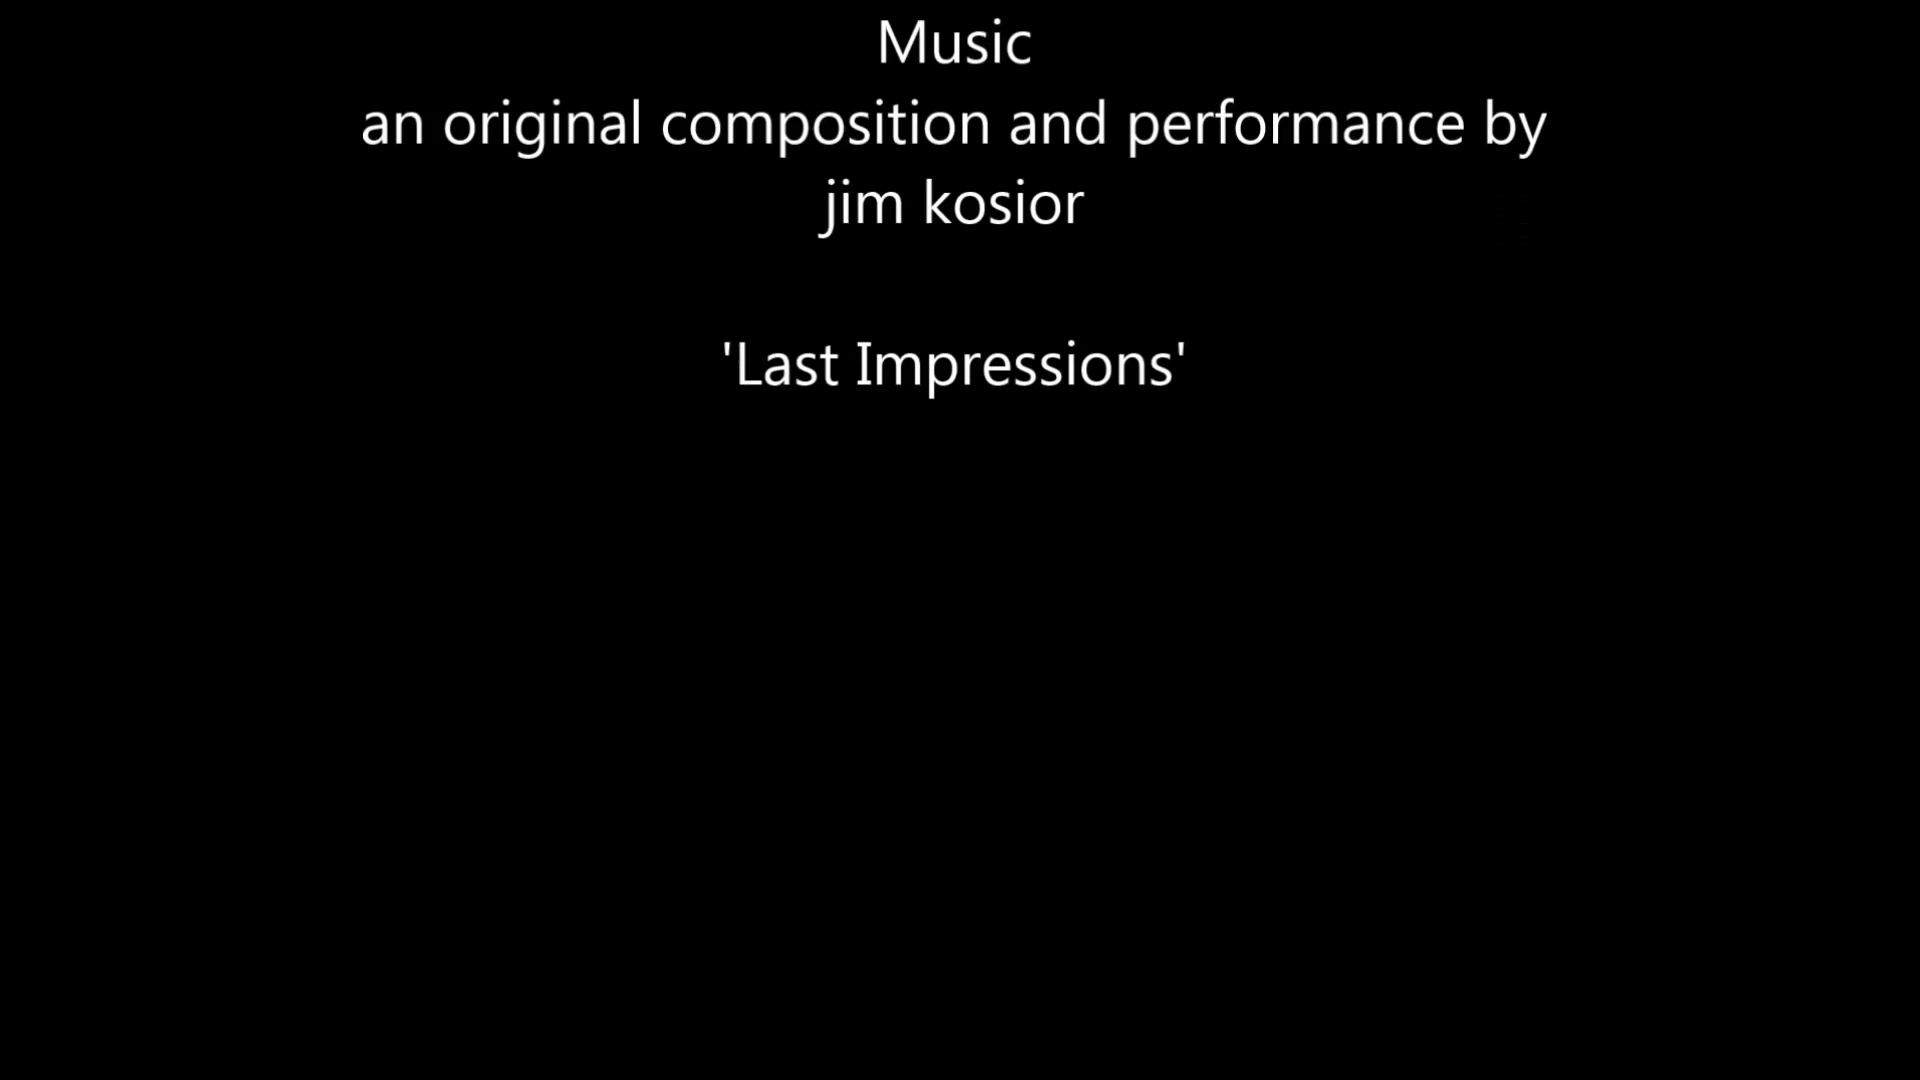 Music
an original composition and performance by
jim kosior
'Last Impressions'